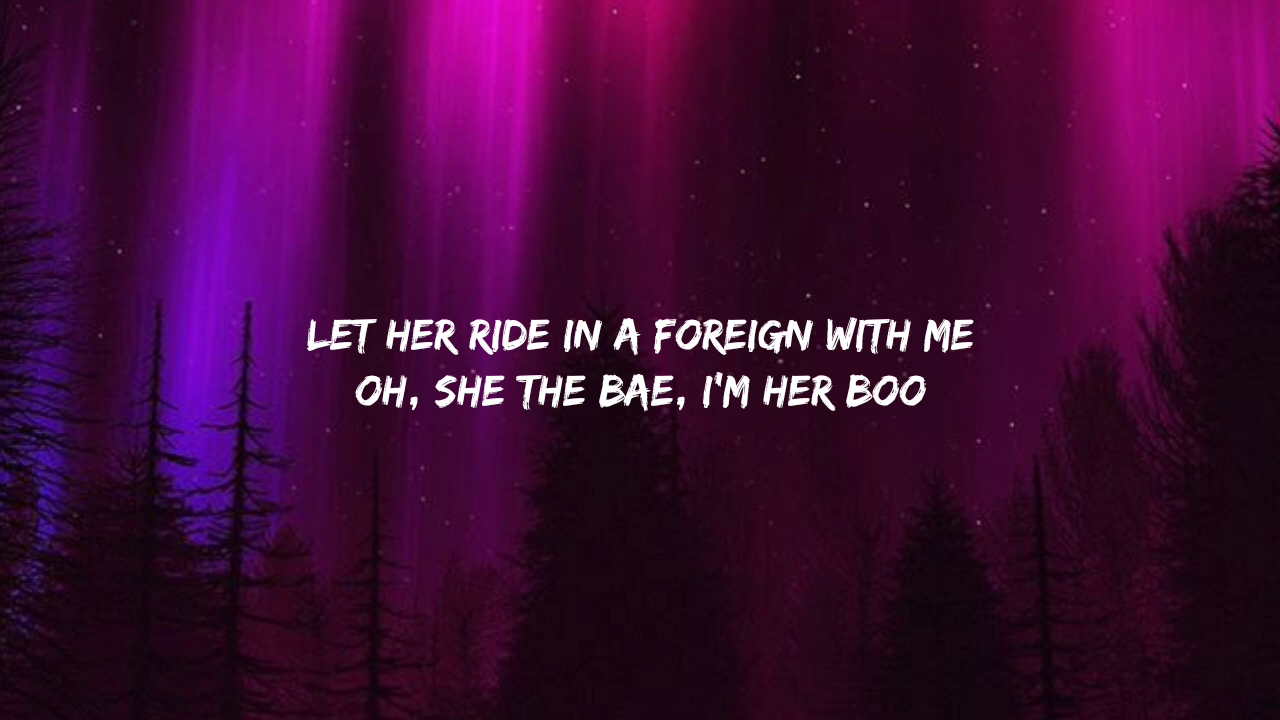 LET HER RIDE IN A FOREIGN WITH ME
OH, SHE THE BAE, I'M HER BOO